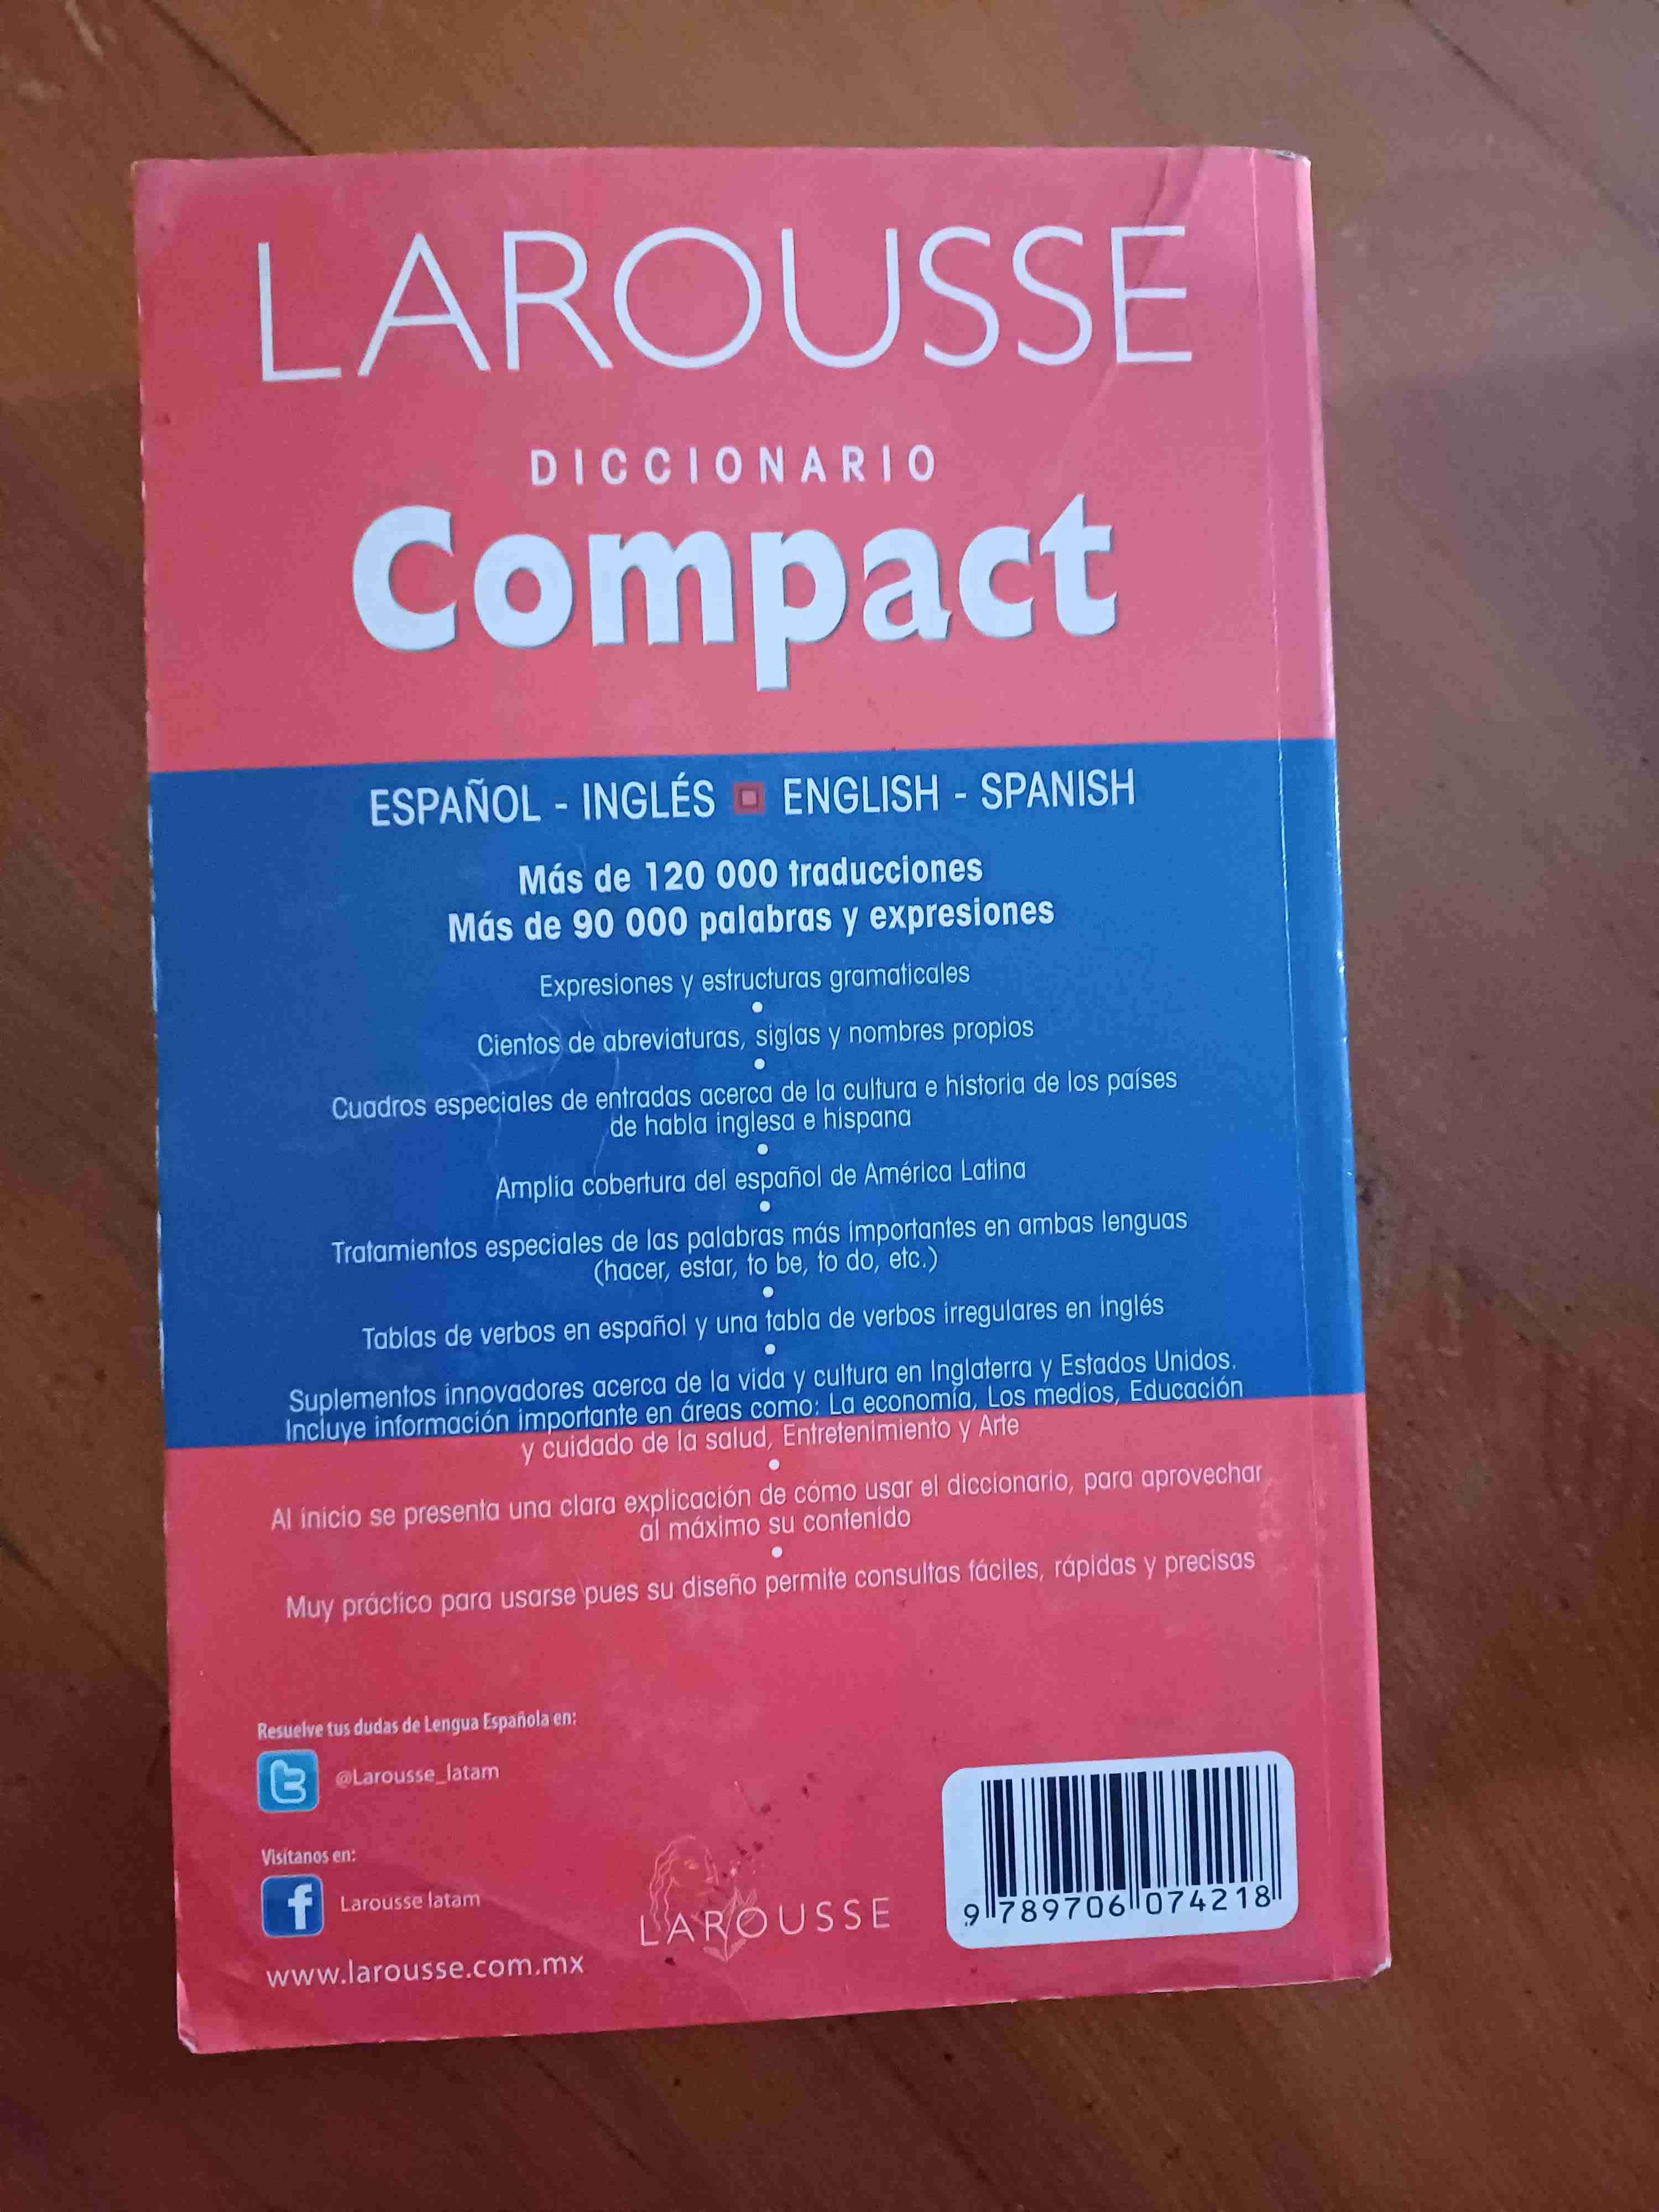 LAROUSSE
DICCIONARIO
Compact
ESPAÑOL - INGLÉS ENGLISH - SPANISH
Más de 120 000 traducciones
Más de 90 000 palabras y expresiones
Expresiones y estructuras gramaticales
•
Cientos de abreviaturas, siglas y nombres propios
•
Cuadros especiales de entradas acerca de la cultura e historia de los países
de habla inglesa e hispana
•
Amplia cobertura del español de América Latina
•
Tratamientos especiales de las palabras más importantes en ambas lenguas
(hacer, estar, to be, to do, etc.)
•
Tablas de verbos en español y una tabla de verbos irregulares en inglés
•
Suplementos innovadores acerca de la vida y cultura en Inglaterra y Estados Unidos.
Incluye información importante en áreas como: La economía, Los medios, Educación
y cuidado de la salud, Entretenimiento y Arte
•
Al inicio se presenta una clara explicación de cómo usar el diccionario, para aprovechar
al máximo su contenido
•
Muy práctico para usarse pues su diseño permite consultas fáciles, rápidas y precisas
Resuelve tus dudas de Lengua Española en:
@Larousse_latam
Visítanos en:
f Larousse latam
www.larousse.com.mx
LAROUSSE
9 789706 074218